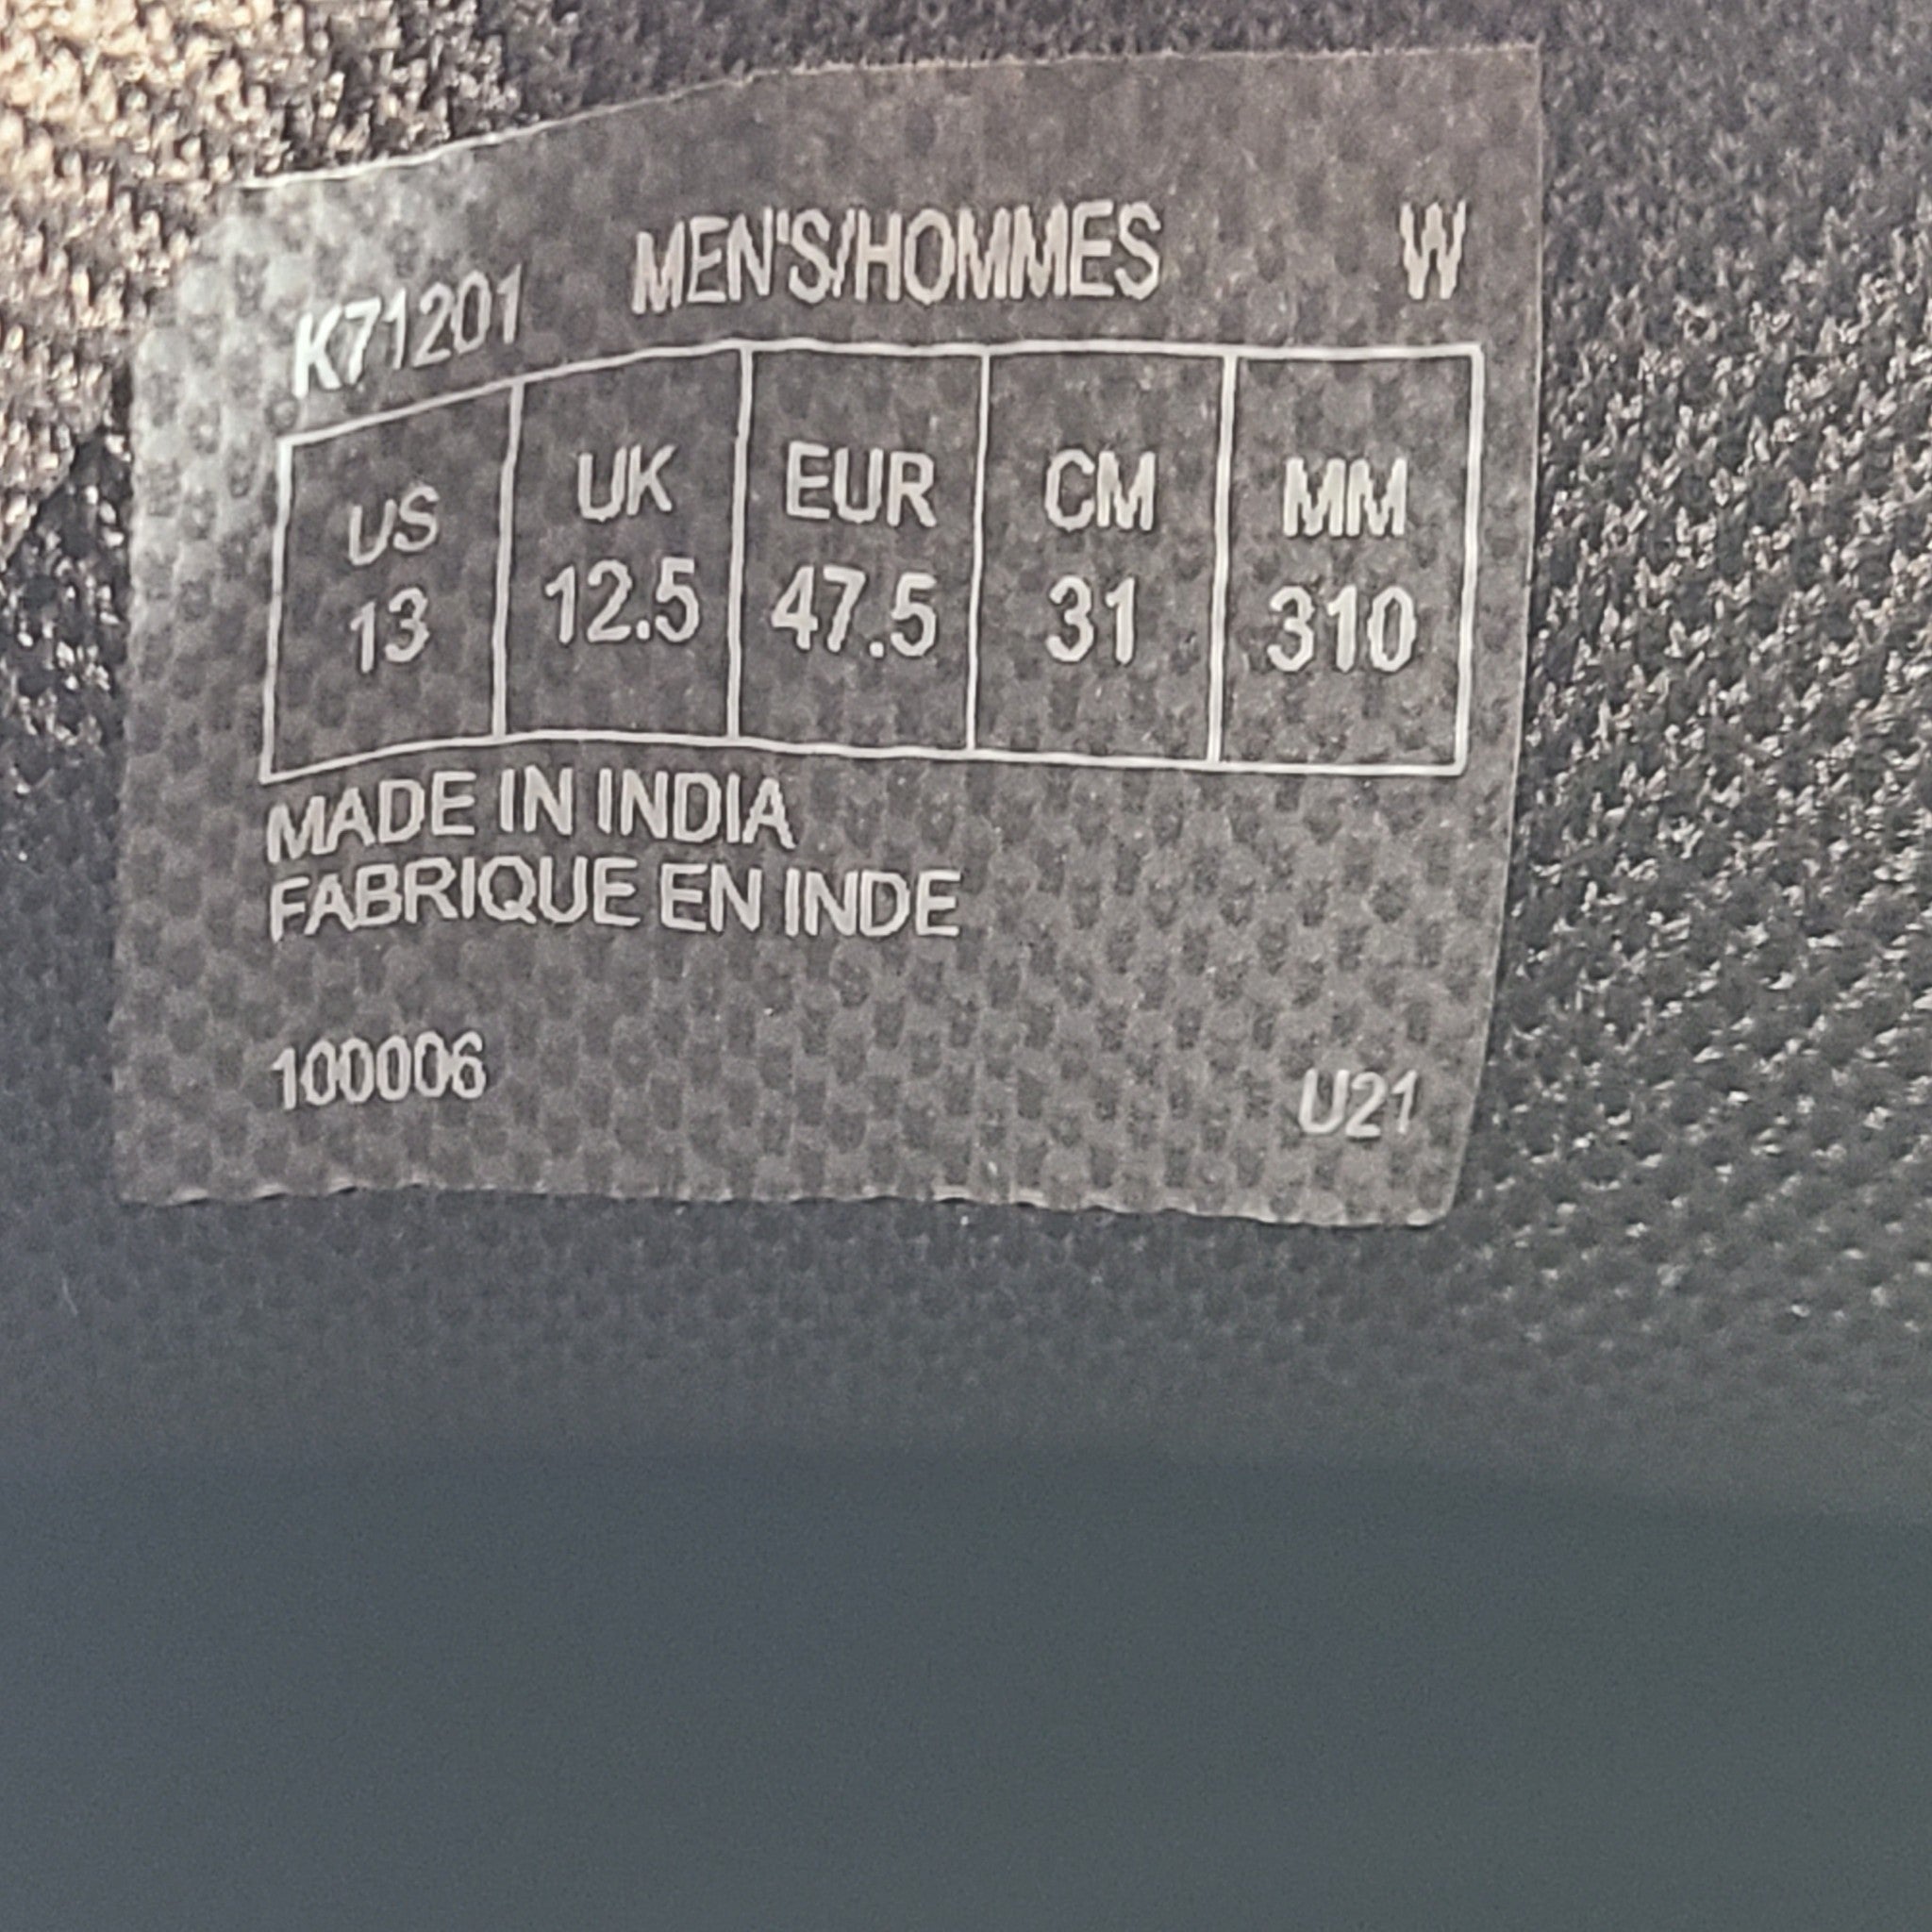 K71201 MEN'S/HOMMES W
US UK EUR CM MM
13 12.5 47.5 31 310
MADE IN INDIA
FABRIQUE EN INDE
100006 U21